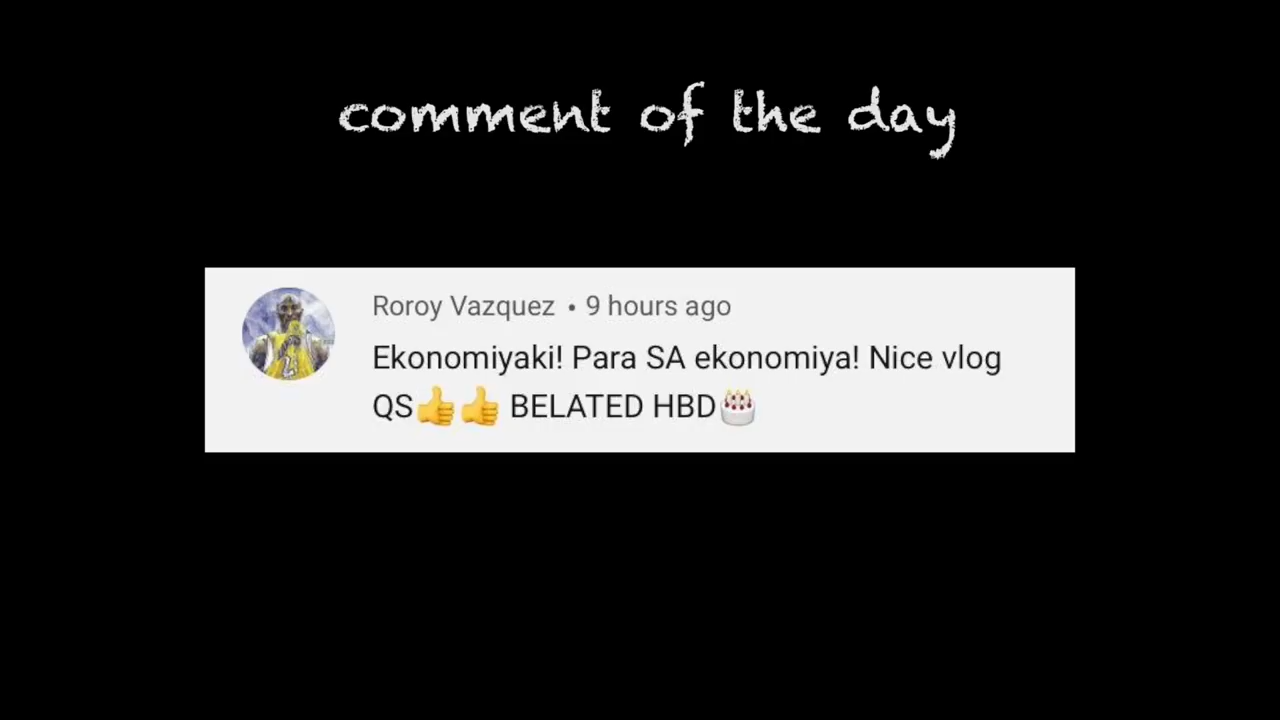 comment of the day
Roroy Vazquez • 9 hours ago
Ekonomiyaki! Para SA ekonomiya! Nice vlog
QS👍👍 BELATED HBD🎂